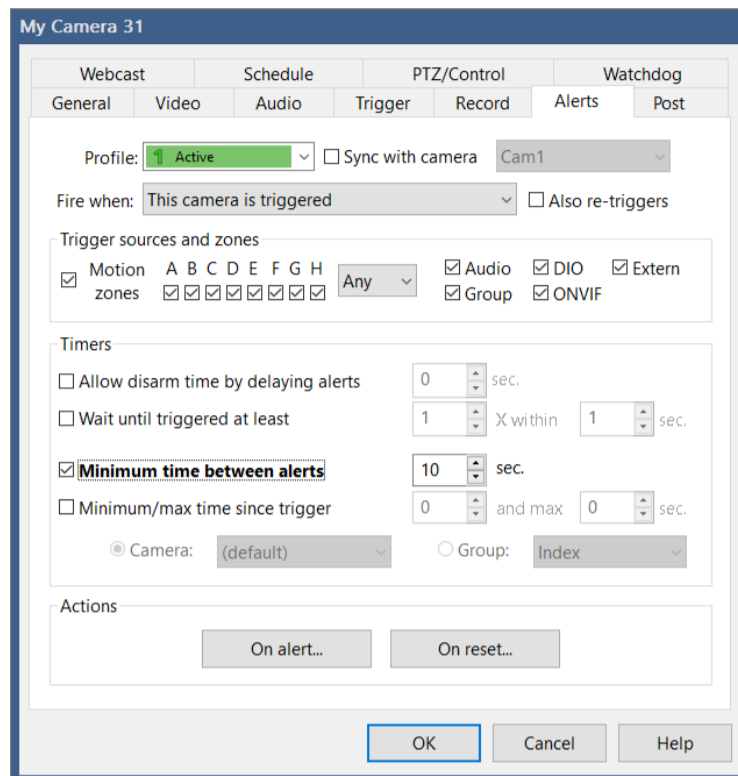 My Camera 31
Webcast Schedule PTZ/Control Watchdog
General Video Audio Trigger Record Alerts Post
Profile: 1 Active Sync with camera Cam1
Fire when: This camera is triggered Also re-triggers
Trigger sources and zones
Motion zones A B C D E F G H Any Audio DIO Extern
Group ONVIF
Timers
Allow disarm time by delaying alerts 0 sec.
Wait until triggered at least 1 X within 1 sec.
Minimum time between alerts 10 sec.
Minimum/max time since trigger 0 and max 0 sec.
Camera: (default) Group: Index
Actions
On alert... On reset...
OK Cancel Help